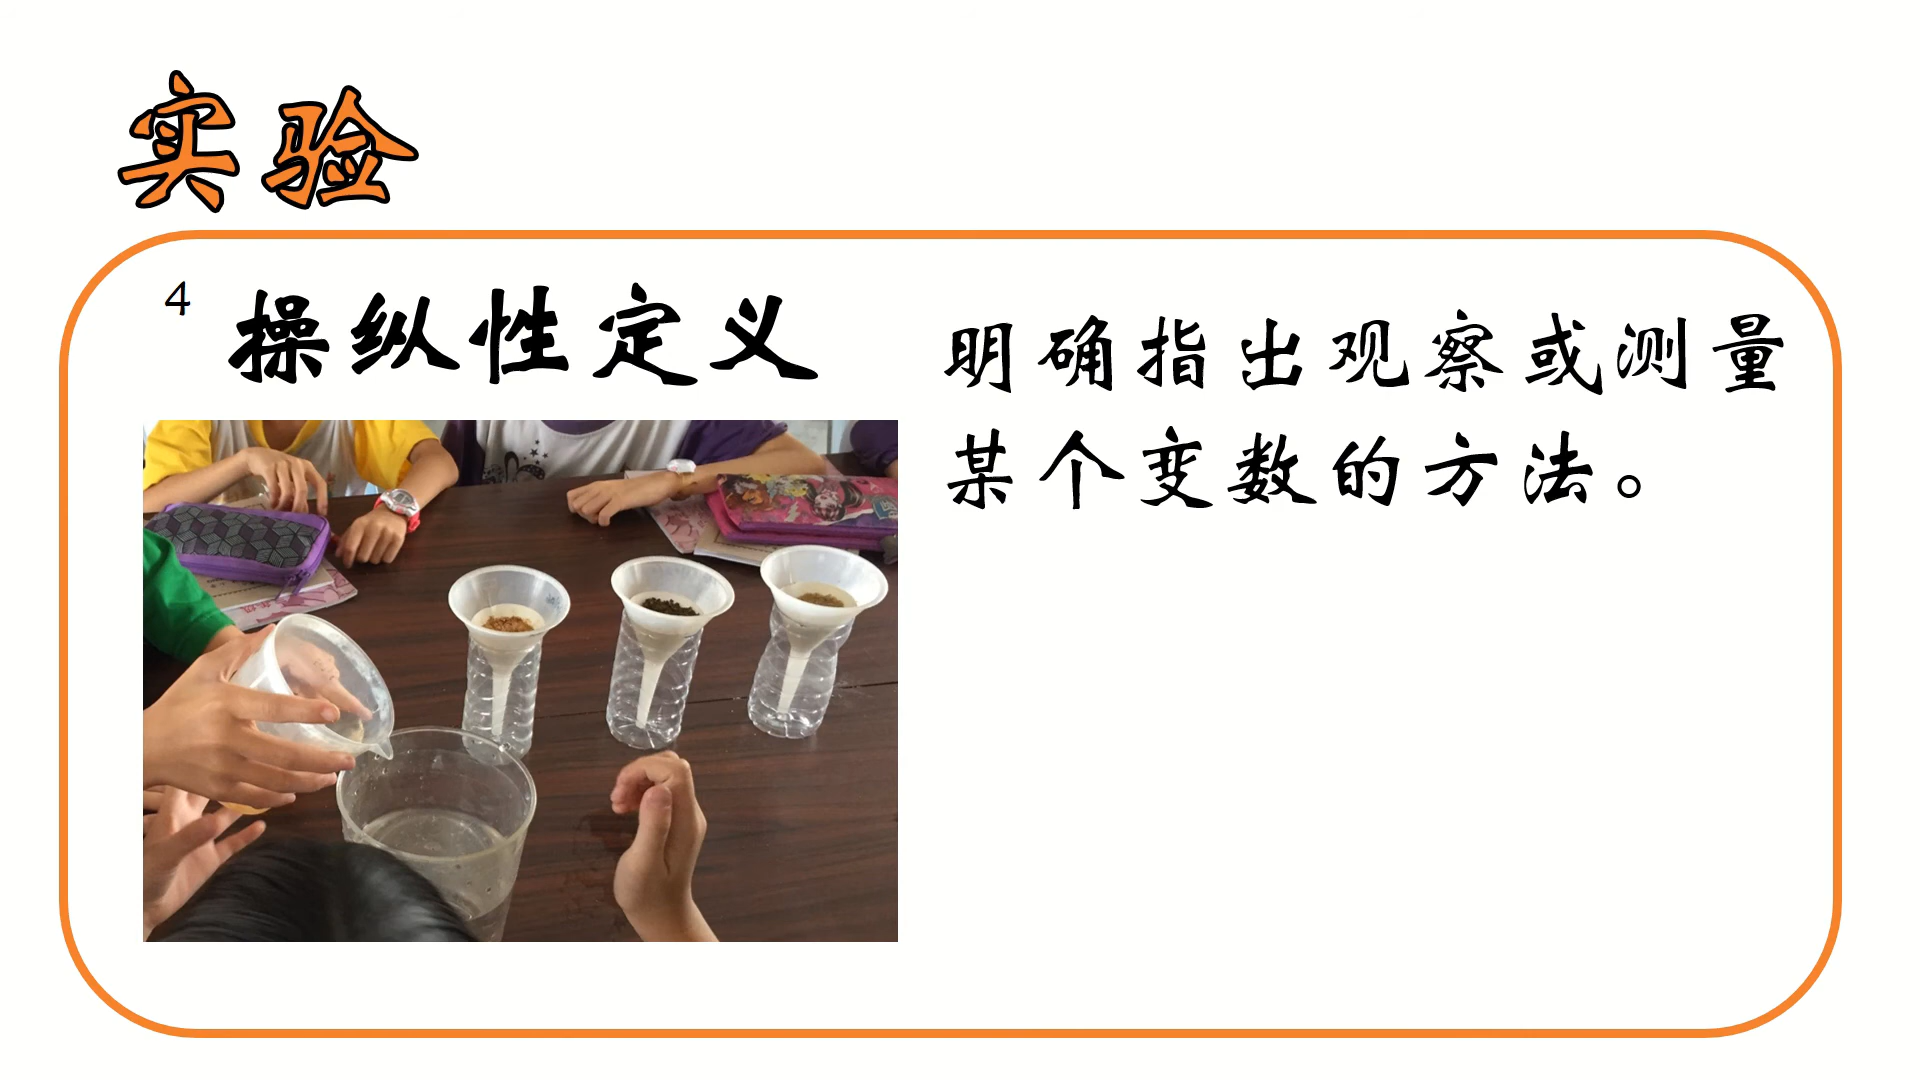 实验
4 操纵性定义
明确指出观察或测量
某个变数的方法。